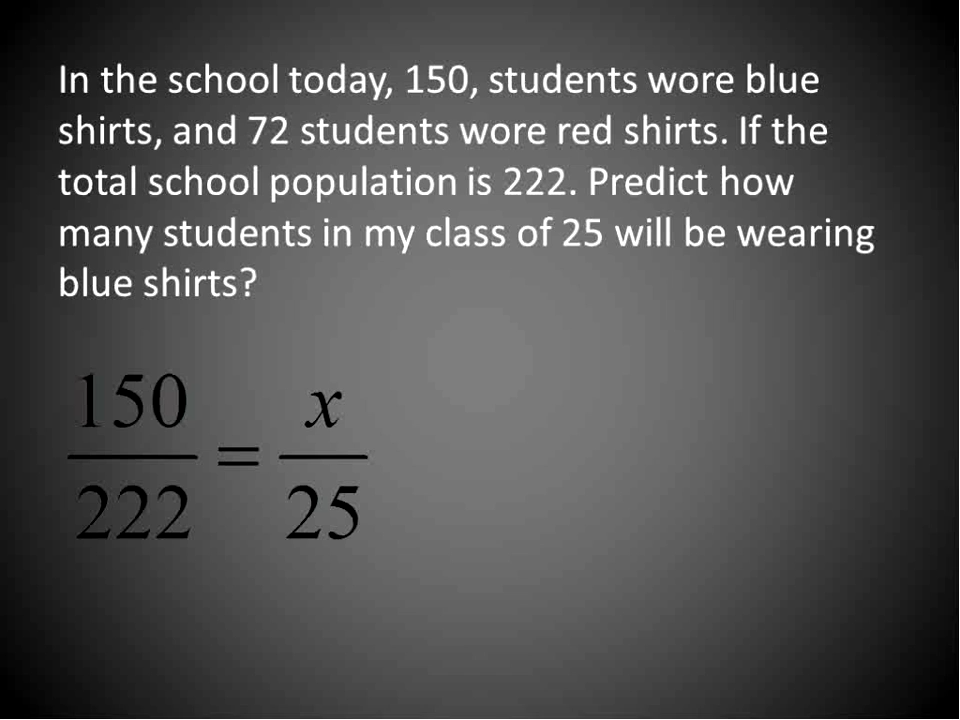 In the school today, 150, students wore blue
shirts, and 72 students wore red shirts. If the
total school population is 222. Predict how
many students in my class of 25 will be wearing
blue shirts?
150/222 = x/25